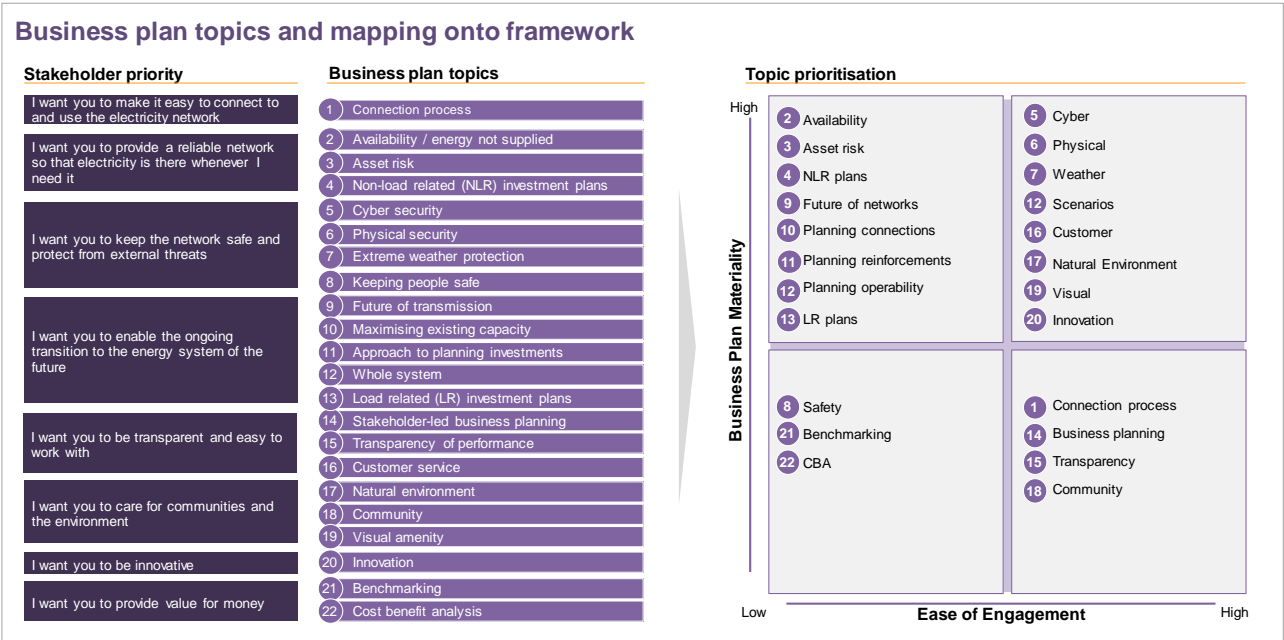 Business plan topics and mapping onto framework
Stakeholder priority
I want you to make it easy to connect to
and use the electricity network
I want you to provide a reliable network
so that electricity is there whenever I
need it
I want you to keep the network safe and
protect from external threats
I want you to enable the ongoing
transition to the energy system of the
future
I want you to be transparent and easy to
work with
I want you to care for communities and
the environment
I want you to be innovative
I want you to provide value for money
Business plan topics
1 Connection process
2 Availability / energy not supplied
3 Asset risk
4 Non-load related (NLR) investment plans
5 Cyber security
6 Physical security
7 Extreme weather protection
8 Keeping people safe
9 Future of transmission
10 Maximising existing capacity
11 Approach to planning investments
12 Whole system
13 Load related (LR) investment plans
14 Stakeholder-led business planning
15 Transparency of performance
16 Customer service
17 Natural environment
18 Community
19 Visual amenity
20 Innovation
21 Benchmarking
22 Cost benefit analysis
Topic prioritisation
High
Business Plan Materiality
2 Availability
3 Asset risk
4 NLR plans
9 Future of networks
10 Planning connections
11 Planning reinforcements
12 Planning operability
13 LR plans
5 Cyber
6 Physical
7 Weather
12 Scenarios
16 Customer
17 Natural Environment
19 Visual
20 Innovation
8 Safety
21 Benchmarking
22 CBA
1 Connection process
14 Business planning
15 Transparency
18 Community
Low
Ease of Engagement
High